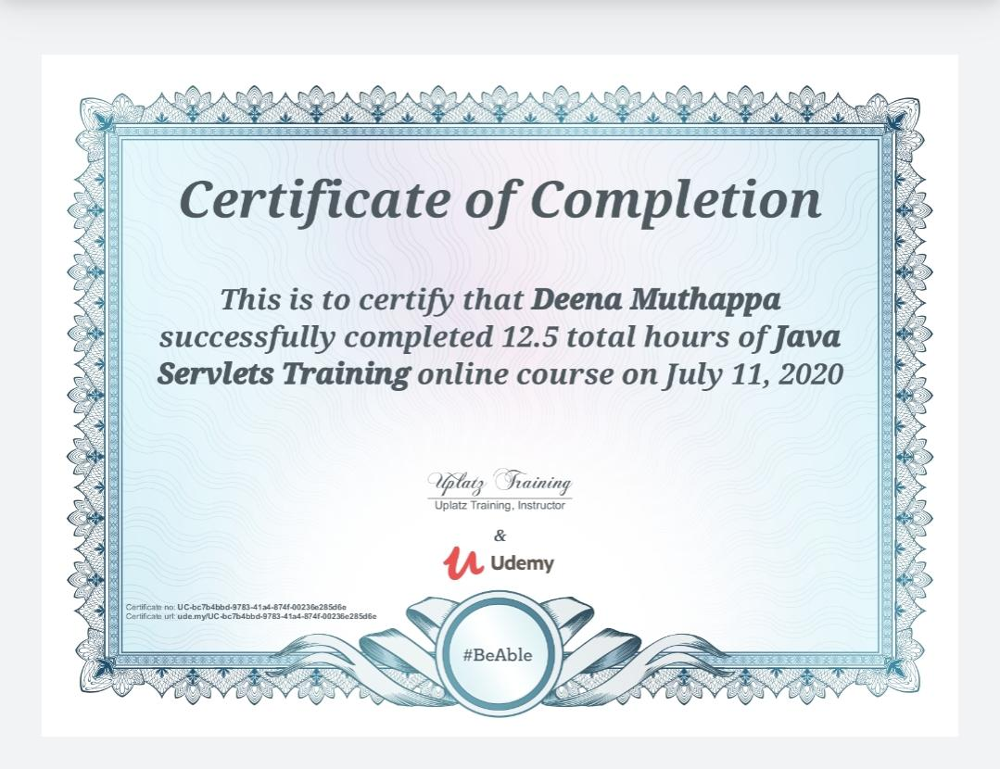 Certificate of Completion
This is to certify that Deena Muthappa
successfully completed 12.5 total hours of Java
Servlets Training online course on July 11, 2020
Uplatz Training
Uplatz Training, Instructor
&
Udemy
Certificate no: UC-bc7b4bbd-9783-41a4-874f-00236e285d6e
Certificate url: ude.my/UC-bc7b4bbd-9783-41a4-874f-00236e285d6e
#BeAble